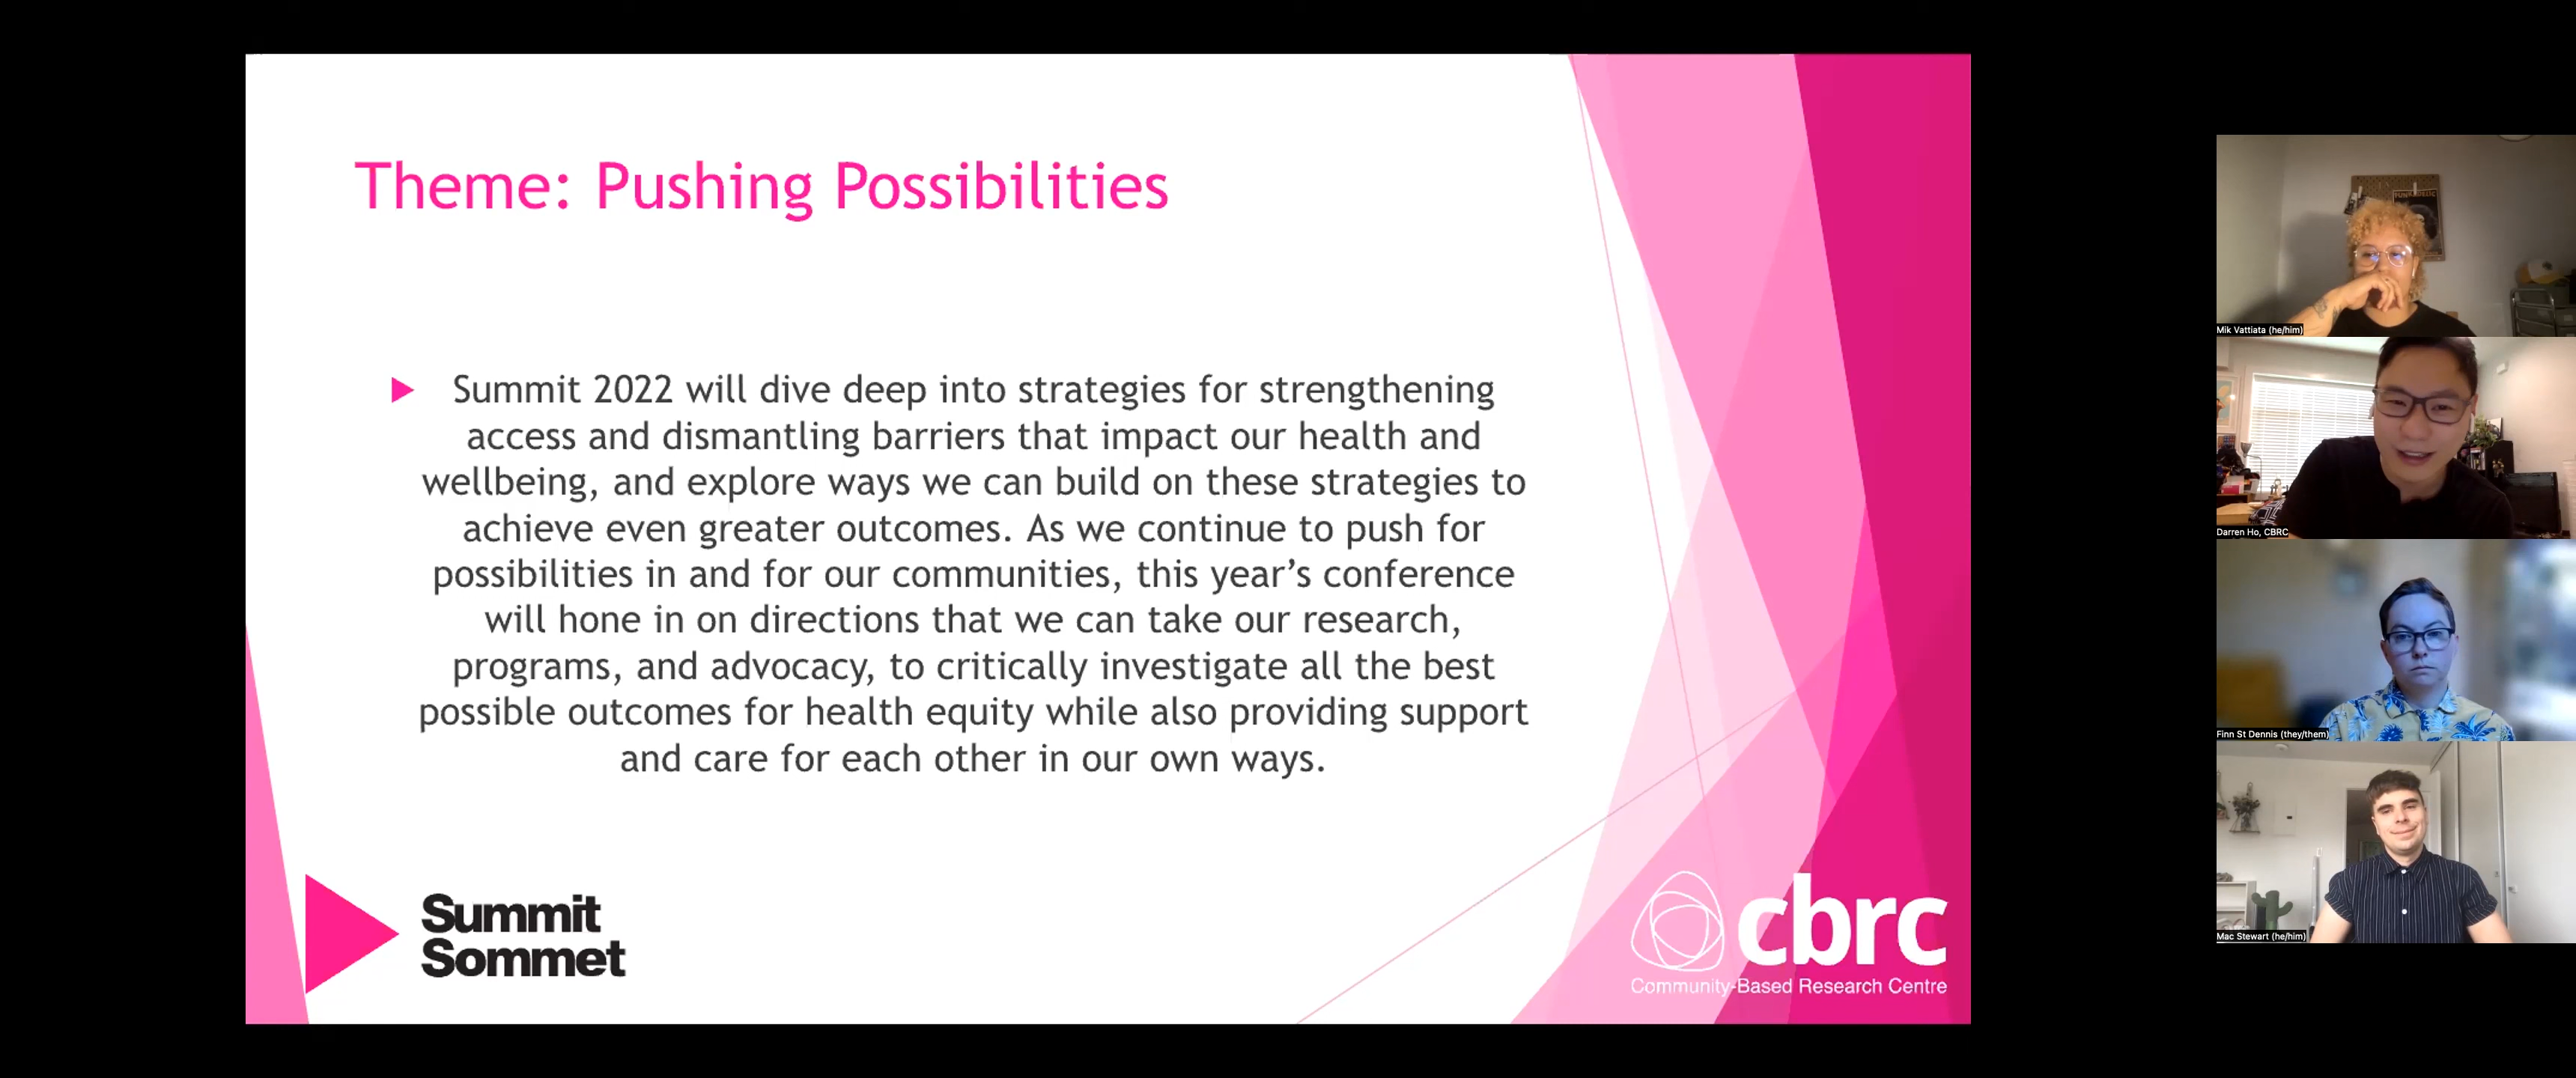 Theme: Pushing Possibilities
Summit 2022 will dive deep into strategies for strengthening
access and dismantling barriers that impact our health and
wellbeing, and explore ways we can build on these strategies to
achieve even greater outcomes. As we continue to push for
possibilities in and for our communities, this year’s conference
will hone in on directions that we can take our research,
programs, and advocacy, to critically investigate all the best
possible outcomes for health equity while also providing support
and care for each other in our own ways.
Summit
Sommet
cbrc
Community-Based Research Centre
Mik Vattiata (he/him)
Darren Ho, CBRC
Finn St Dennis (they/them)
Mac Stewart (he/him)